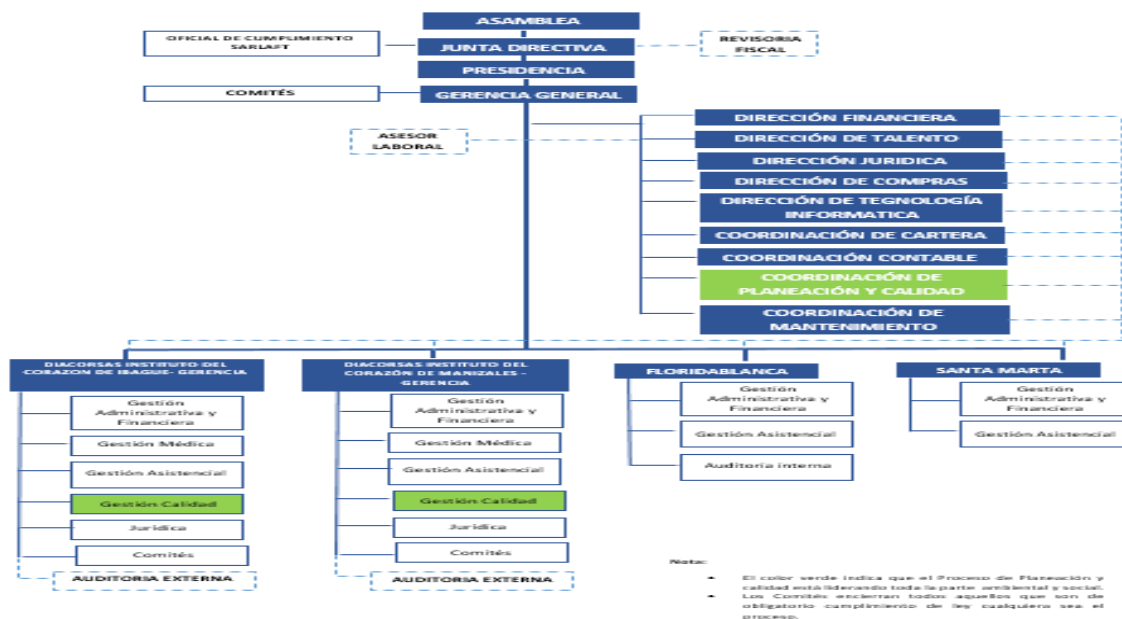 ASAMBLEA
OFICIAL DE CUMPLIMIENTO
SARLAFT
JUNTA DIRECTIVA
REVISORIA
FISCAL
PRESIDENCIA
COMITÉS
GERENCIA GENERAL
ASESOR
LABORAL
DIRECCIÓN FINANCIERA
DIRECCIÓN DE TALENTO
DIRECCIÓN JURIDICA
DIRECCIÓN DE COMPRAS
DIRECCIÓN DE TEGNOLOGÍA
INFORMATICA
COORDINACIÓN DE CARTERA
COORDINACIÓN CONTABLE
COORDINACIÓN DE
PLANEACIÓN Y CALIDAD
COORDINACIÓN DE
MANTENIMIENTO
DIACORSAS INSTITUTO DEL
CORAZON DE IBAGUE- GERENCIA
Gestión
Administrativa y
Financiera
Gestión Médica
Gestión Asistencial
Gestión Calidad
Jurídica
Comités
AUDITORIA EXTERNA
DIACORSAS INSTITUTO DEL
CORAZÓN DE MANIZALES –
GERENCIA
Gestión
Administrativa y
Financiera
Gestión Médica
Gestión Asistencial
Gestión Calidad
Jurídica
Comités
AUDITORIA EXTERNA
FLORIDABLANCA
Gestión
Administrativa y
Financiera
Gestión Asistencial
Auditoría interna
SANTA MARTA
Gestión
Administrativa y
Financiera
Gestión Asistencial
Nota:
• El color verde indica que el Proceso de Planeación y
calidad está liderando toda la parte ambiental y social.
• Los Comités encierran todos aquellos que son de
obligatorio cumplimiento de ley cualquiera sea el
proceso.